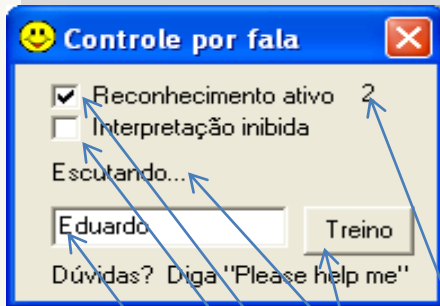 Controle por fala
Reconhecimento ativo 2
Interpretação inibida
Escutando...
Eduardo
Treino
Dúvidas? Diga "Please help me"